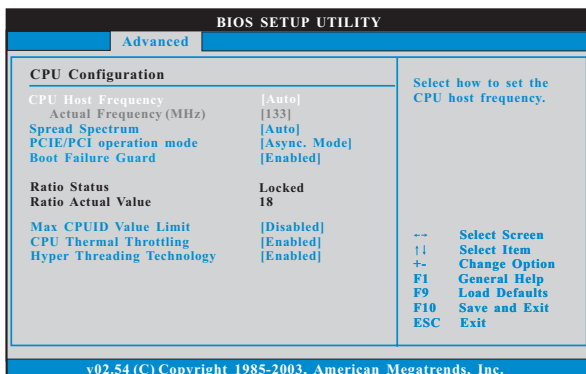 BIOS SETUP UTILITY
Advanced
CPU Configuration
CPU Host Frequency [Auto]
Actual Frequency (MHz) [133]
Spread Spectrum [Auto]
PCIE/PCI operation mode [Async. Mode]
Boot Failure Guard [Enabled]
Ratio Status Locked
Ratio Actual Value 18
Max CPUID Value Limit [Disabled]
CPU Thermal Throttling [Enabled]
Hyper Threading Technology [Enabled]
Select how to set the
CPU host frequency.
←→ Select Screen
↑↓ Select Item
+- Change Option
F1 General Help
F9 Load Defaults
F10 Save and Exit
ESC Exit
v02.54 (C) Copyright 1985-2003, American Megatrends, Inc.